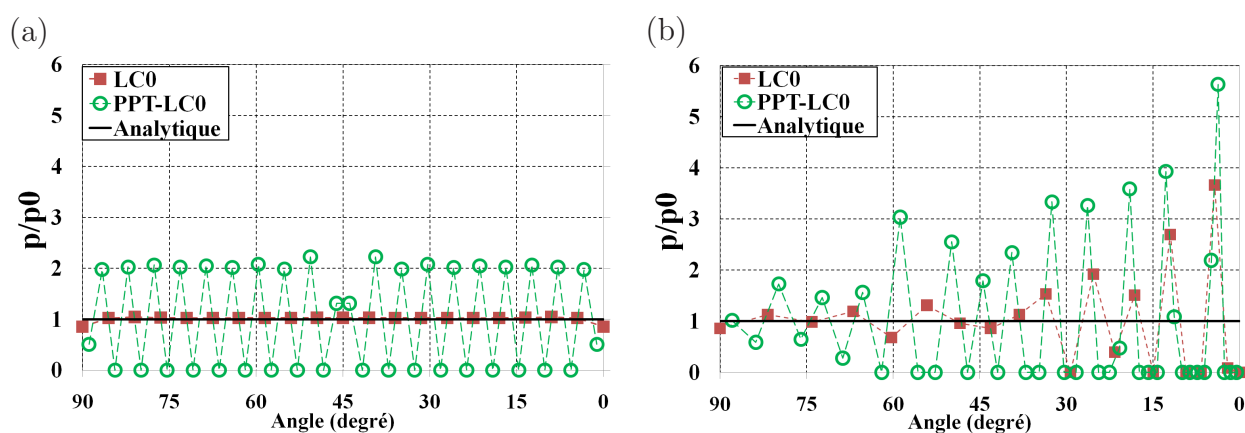 (a)
p/p0
6
5
4
3
2
1
0
LC0
PPT-LC0
Analytique
90 75 60 45 30 15 0
Angle (degré)
(b)
p/p0
6
5
4
3
2
1
0
LC0
PPT-LC0
Analytique
90 75 60 45 30 15 0
Angle (degré)